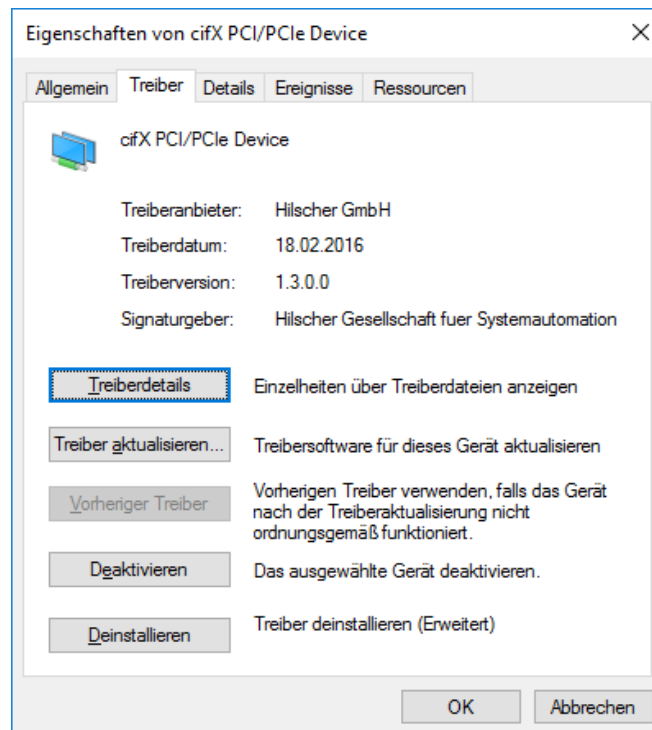 Eigenschaften von cifX PCI/PCIe Device
Allgemein Treiber Details Ereignisse Ressourcen
cifX PCI/PCIe Device
Treiberanbieter: Hilscher GmbH
Treiberdatum: 18.02.2016
Treiberversion: 1.3.0.0
Signaturgeber: Hilscher Gesellschaft fuer Systemautomation
Treiberdetails Einzelheiten über Treiberdateien anzeigen
Treiber aktualisieren... Treibersoftware für dieses Gerät aktualisieren
Vorheriger Treiber Vorherigen Treiber verwenden, falls das Gerät
nach der Treiberaktualisierung nicht
ordnungsgemäß funktioniert.
Deaktivieren Das ausgewählte Gerät deaktivieren.
Deinstallieren Treiber deinstallieren (Erweitert)
OK Abbrechen